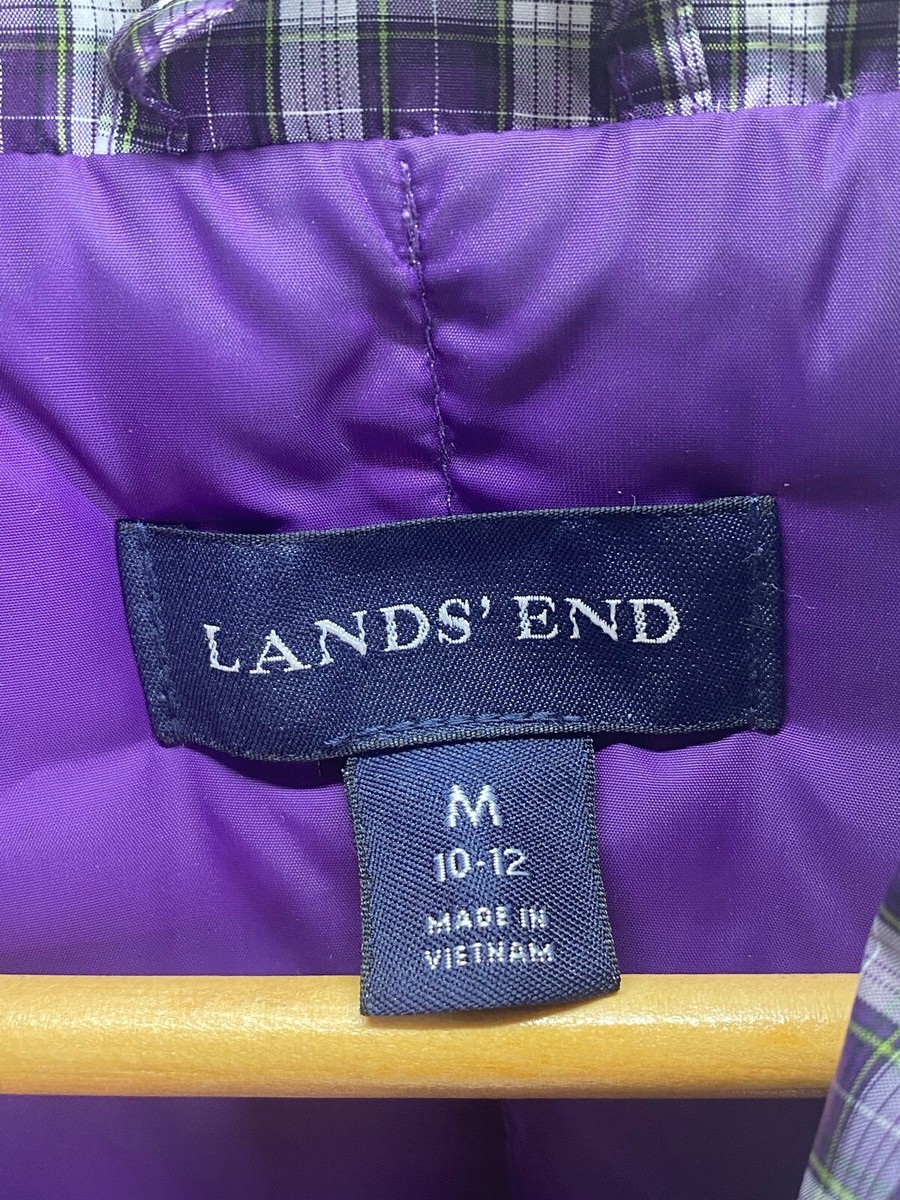 LANDS' END
M
10-12
MADE IN
VIETNAM